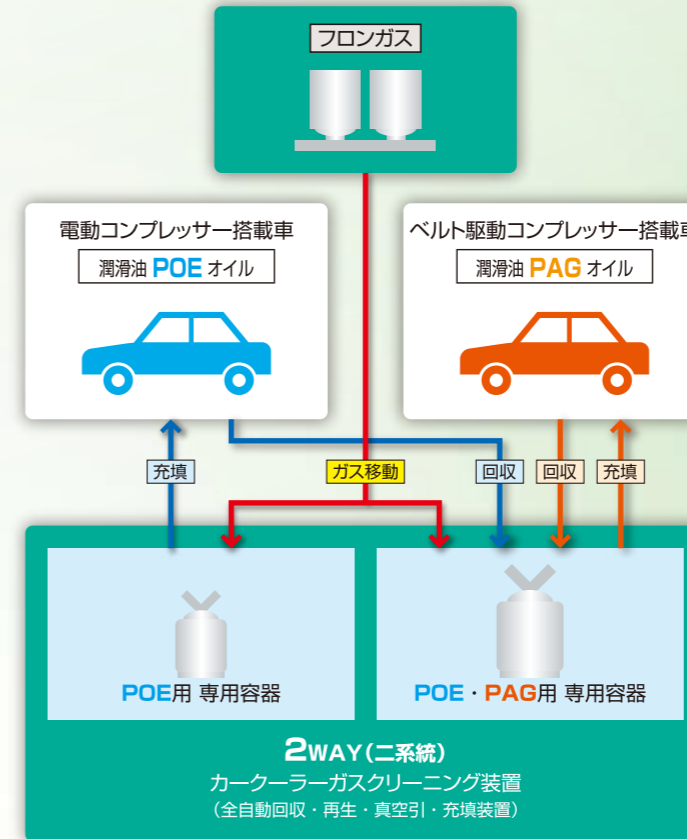 フロンガス
電動コンプレッサー搭載車
潤滑油 POE オイル
ベルト駆動コンプレッサー搭載車
潤滑油 PAG オイル
充填
ガス移動
回収
回収
充填
POE用 専用容器
POE・PAG用 専用容器
2WAY(二系統)
カークーラーガスクリーニング装置
(全自動回収・再生・真空引・充填装置)